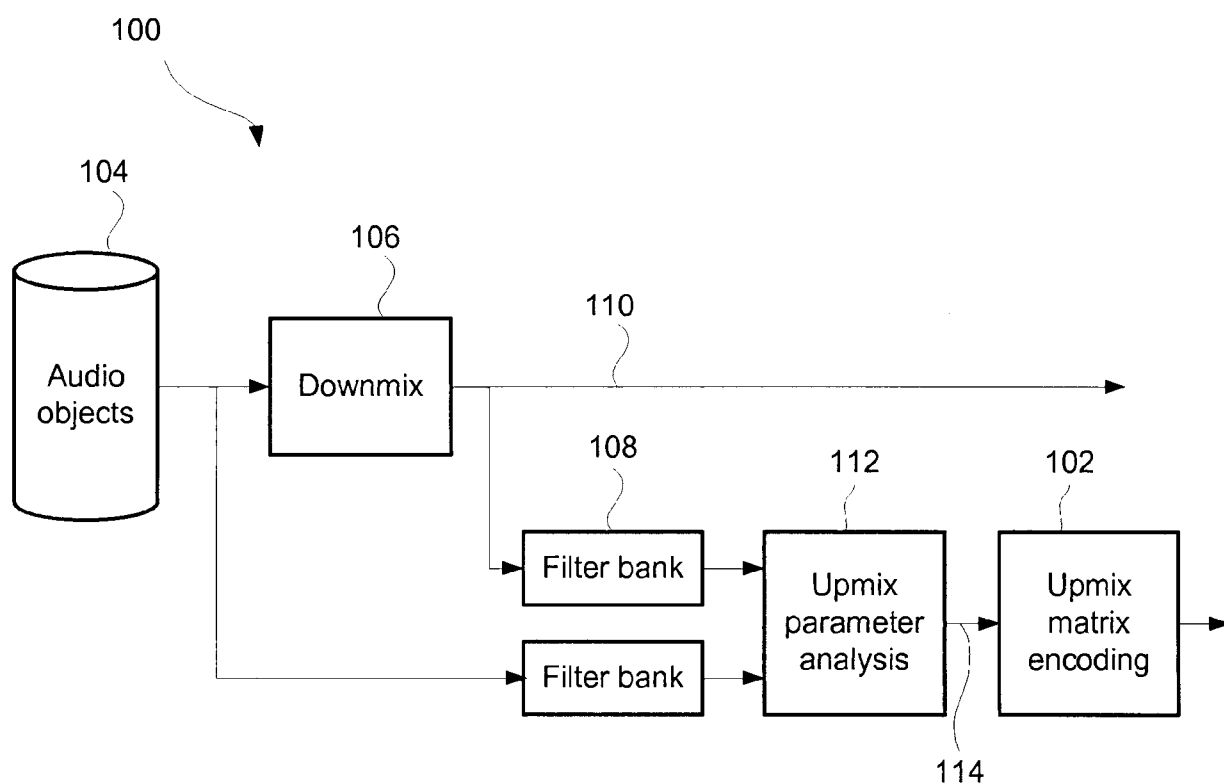 100
104
106
110
Audio
objects
Downmix
108
112
102
Filter bank
Upmix
parameter
analysis
Upmix
matrix
encoding
Filter bank
114